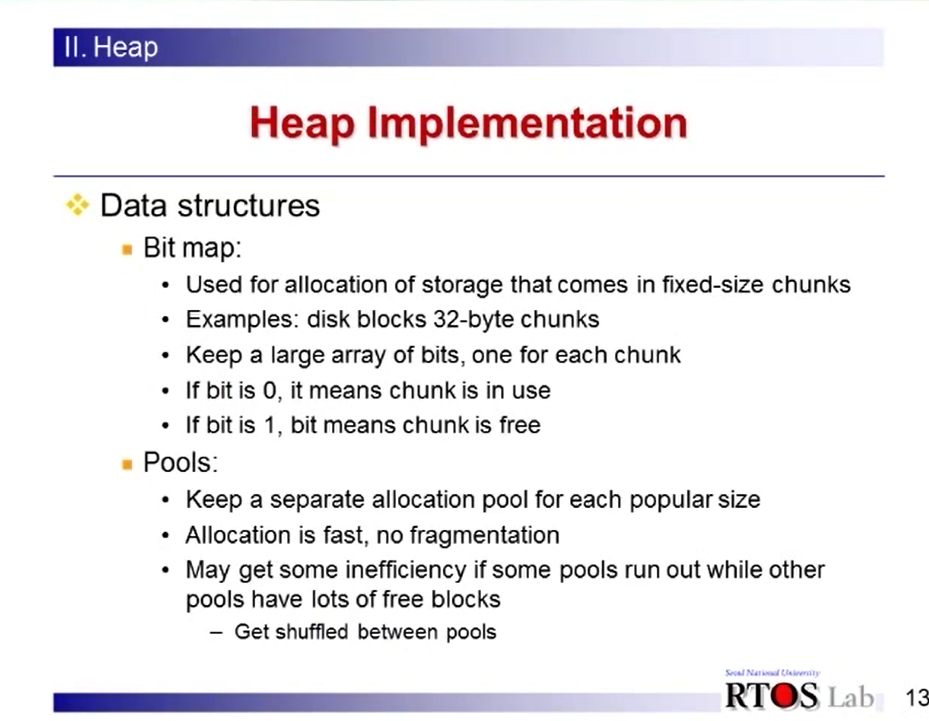 II. Heap
Heap Implementation
Data structures
Bit map:
• Used for allocation of storage that comes in fixed-size chunks
• Examples: disk blocks 32-byte chunks
• Keep a large array of bits, one for each chunk
• If bit is 0, it means chunk is in use
• If bit is 1, bit means chunk is free
Pools:
• Keep a separate allocation pool for each popular size
• Allocation is fast, no fragmentation
• May get some inefficiency if some pools run out while other
pools have lots of free blocks
– Get shuffled between pools
Seoul National University
RTOS Lab
13